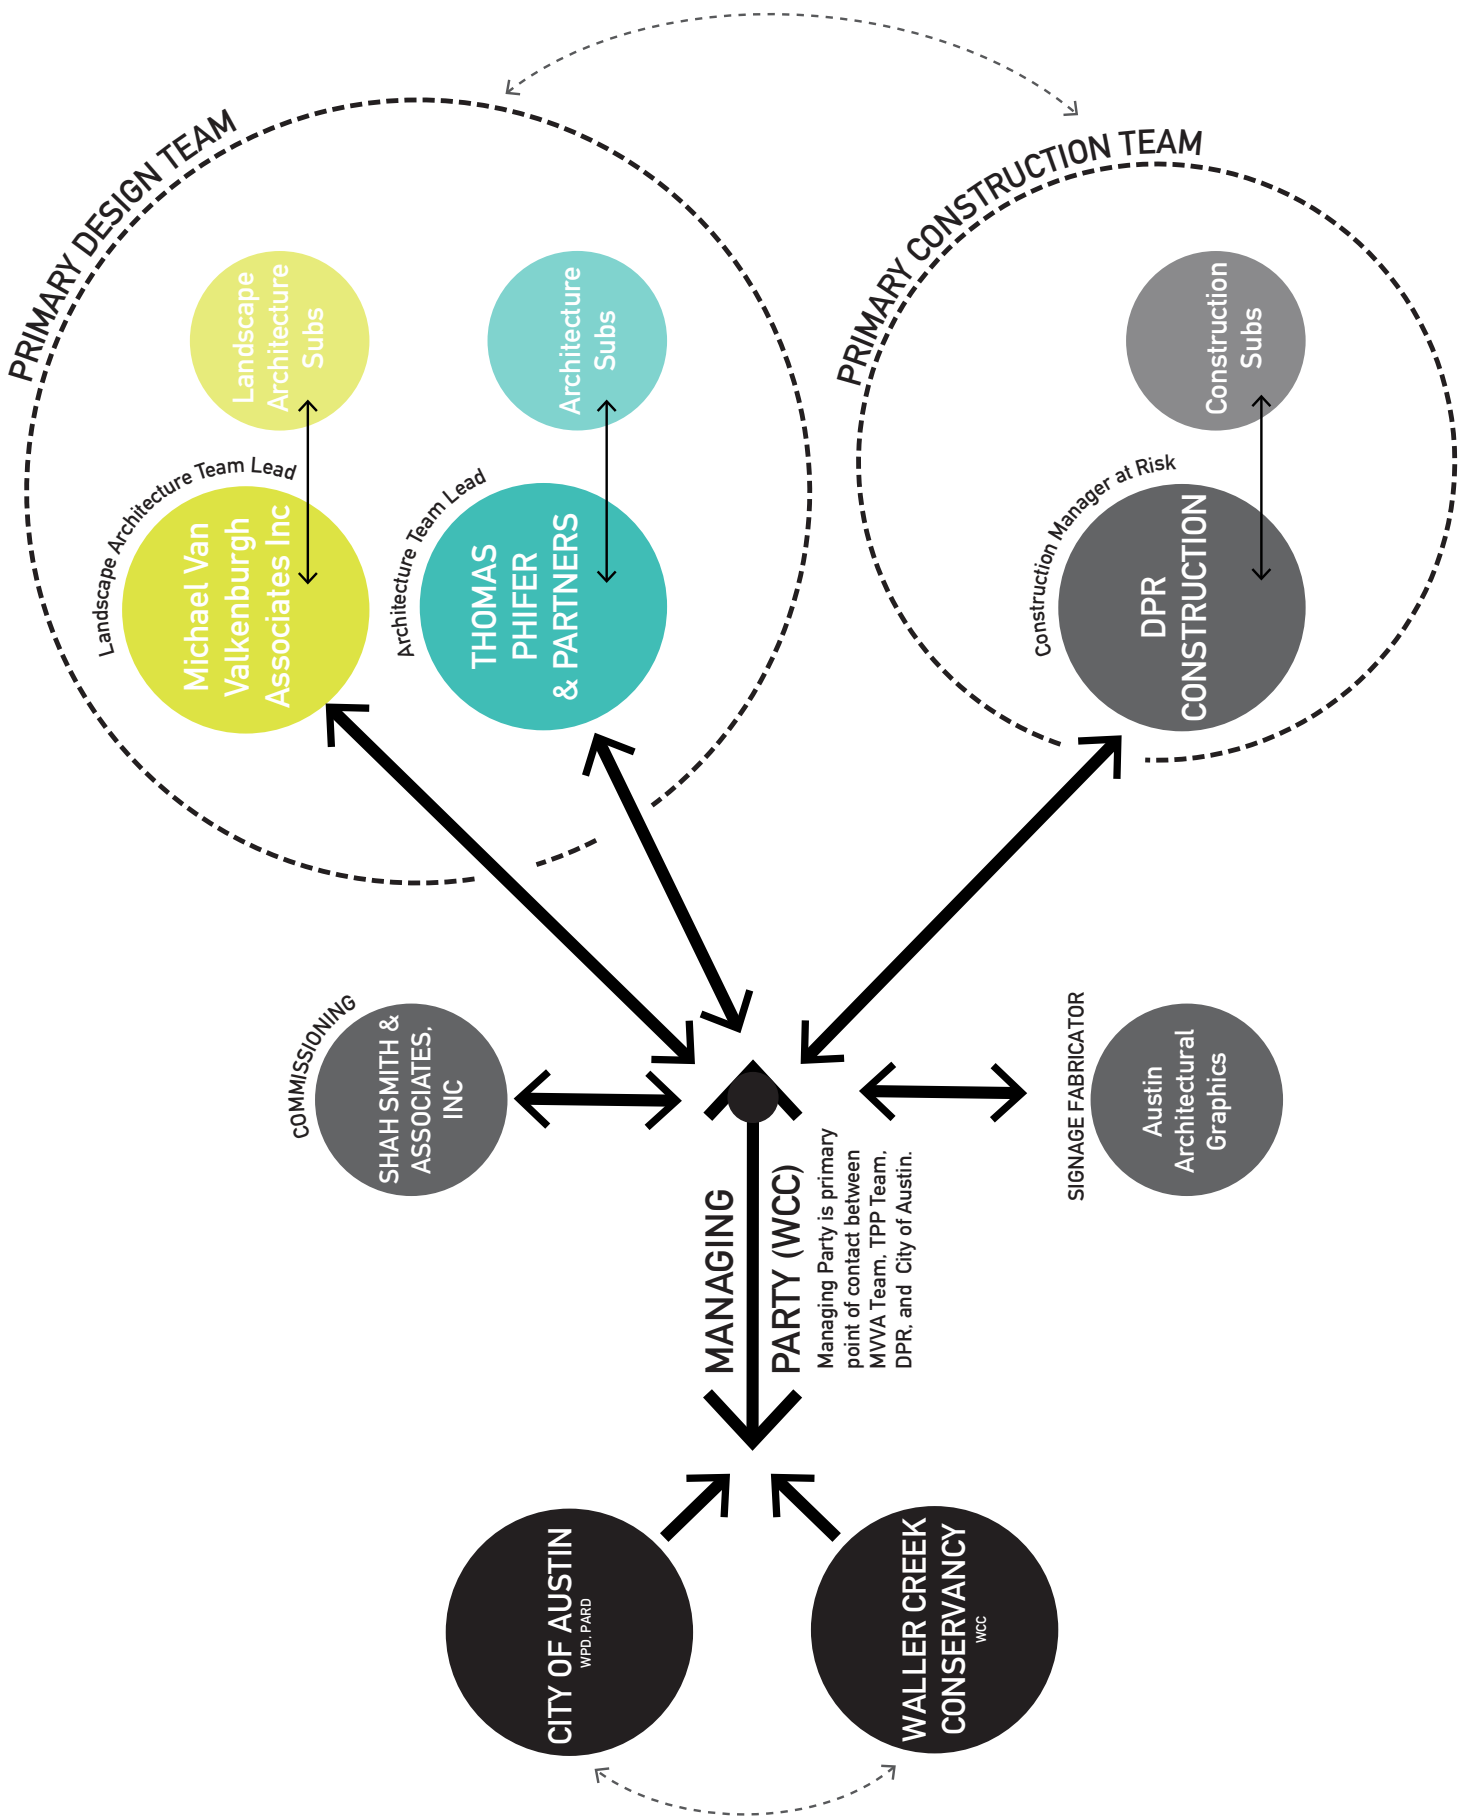 PRIMARY DESIGN TEAM
Landscape
Architecture
Subs
Architecture
Subs
Landscape Architecture Team Lead
Michael Van
Valkenburgh
Associates Inc
Architecture Team Lead
THOMAS
PHIFER
& PARTNERS
PRIMARY CONSTRUCTION TEAM
Construction
Subs
Construction Manager at Risk
DPR
CONSTRUCTION
COMMISSIONING
SHAH SMITH &
ASSOCIATES,
INC
MANAGING
PARTY (WCC)
Managing Party is primary
point of contact between
MVVA Team, TPP Team,
DPR, and City of Austin.
SIGNAGE FABRICATOR
Austin
Architectural
Graphics
CITY OF AUSTIN
WPD, PARD
WALLER CREEK
CONSERVANCY
WCC